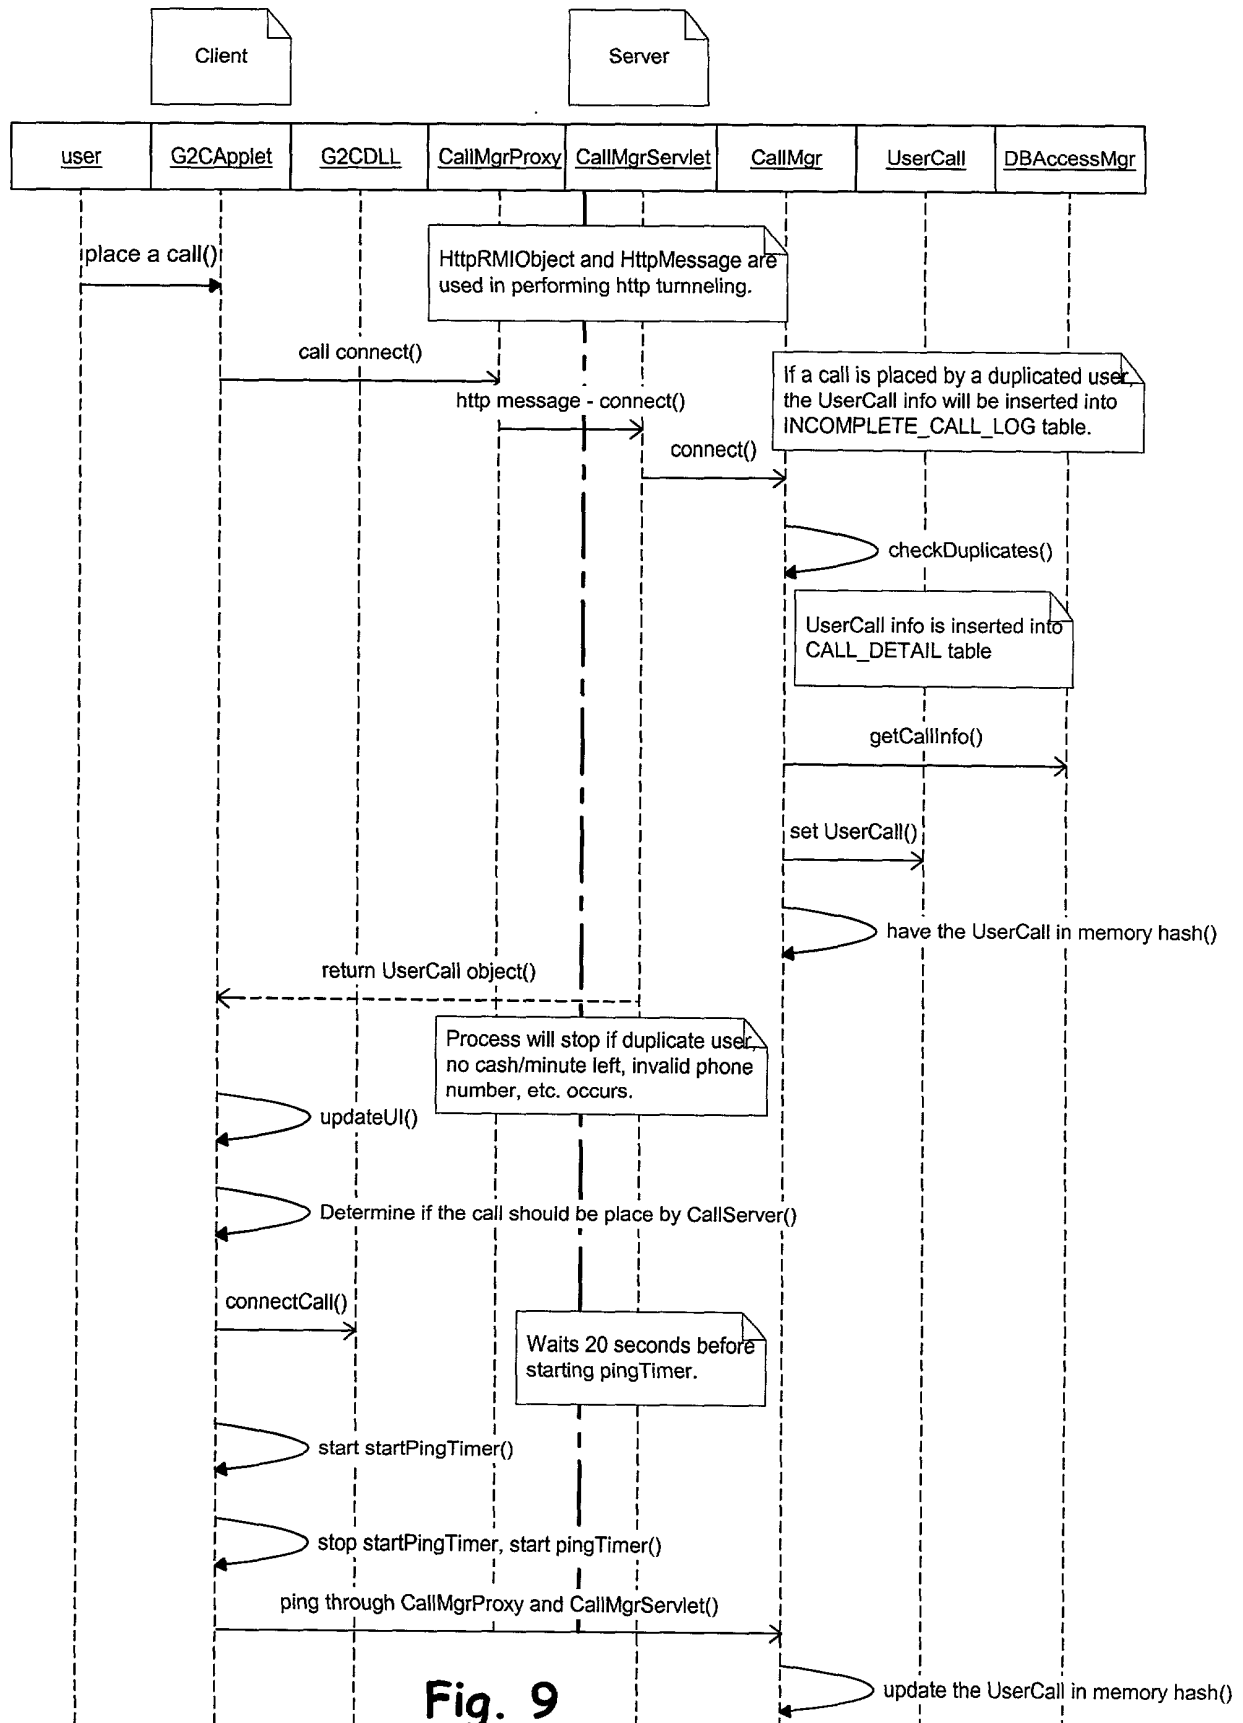 Client
Server
user
G2CApplet
G2CDLL
CallMgrProxy
CallMgrServlet
CallMgr
UserCall
DBAccessMgr
place a call()
HttpRMIObject and HttpMessage are
used in performing http turnneling.
call connect()
If a call is placed by a duplicated user,
the UserCall info will be inserted into
INCOMPLETE_CALL_LOG table.
http message - connect()
connect()
checkDuplicates()
UserCall info is inserted into
CALL_DETAIL table
getCallInfo()
set UserCall()
have the UserCall in memory hash()
return UserCall object()
Process will stop if duplicate user,
no cash/minute left, invalid phone
number, etc. occurs.
updateUI()
Determine if the call should be place by CallServer()
connectCall()
Waits 20 seconds before
starting pingTimer.
start startPingTimer()
stop startPingTimer, start pingTimer()
ping through CallMgrProxy and CallMgrServlet()
update the UserCall in memory hash()
Fig. 9